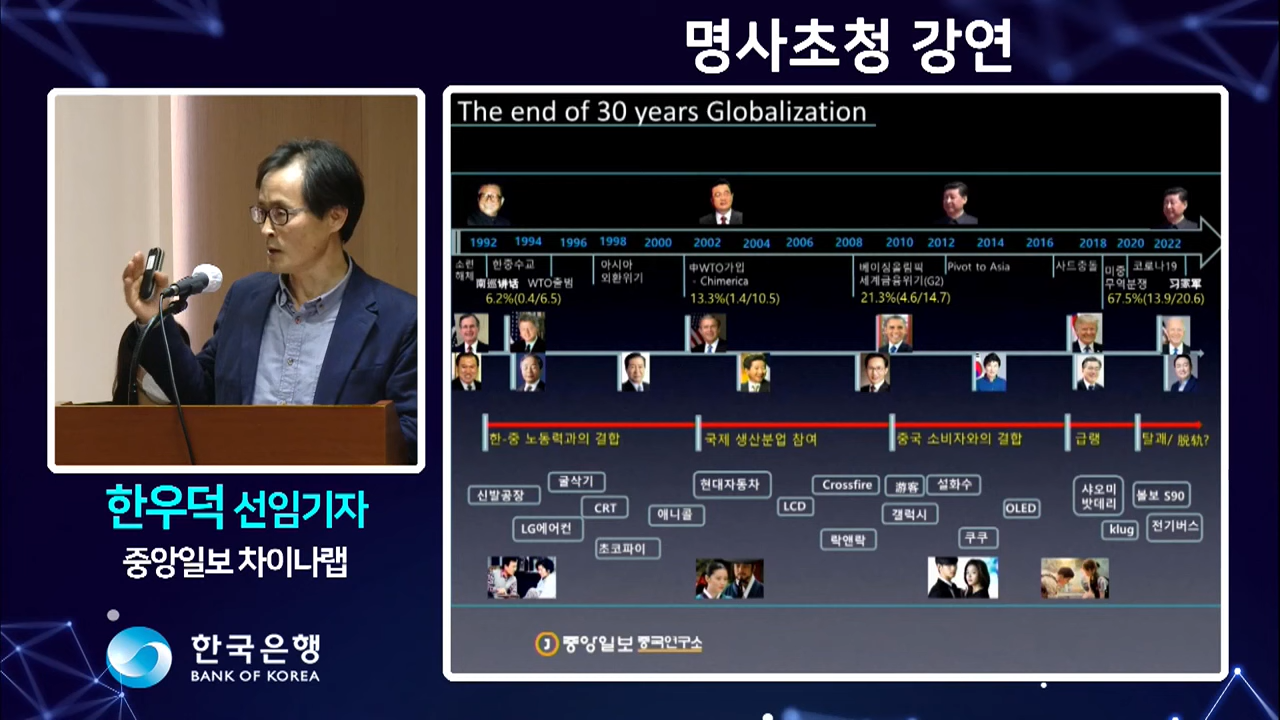 명사초청 강연
The end of 30 years Globalization
1992 1994 1996 1998 2000 2002 2004 2006 2008 2010 2012 2014 2016 2018 2020 2022
소련
해체
한중수교
南巡讲话
WTO출범
6.2%(0.4/6.5)
아시아
외환위기
中WTO가입
· Chimerica
13.3%(1.4/10.5)
베이징올림픽
세계금융위기(G2)
21.3%(4.6/14.7)
Pivot to Asia
사드충돌
미중
무역분쟁
코로나19
习家军
67.5%(13.9/20.6)
한-중 노동력과의 결합
국제 생산분업 참여
중국 소비자와의 결합
급랭
탈궤/ 脱轨?
신발공장
굴삭기
CRT
LG에어컨
초코파이
애니콜
현대자동차
LCD
Crossfire
락앤락
游客
설화수
갤럭시
쿠쿠
OLED
샤오미
밧데리
볼보 S90
klug
전기버스
중앙일보 중국연구소
한우덕 선임기자
중앙일보 차이나랩
한국은행
BANK OF KOREA